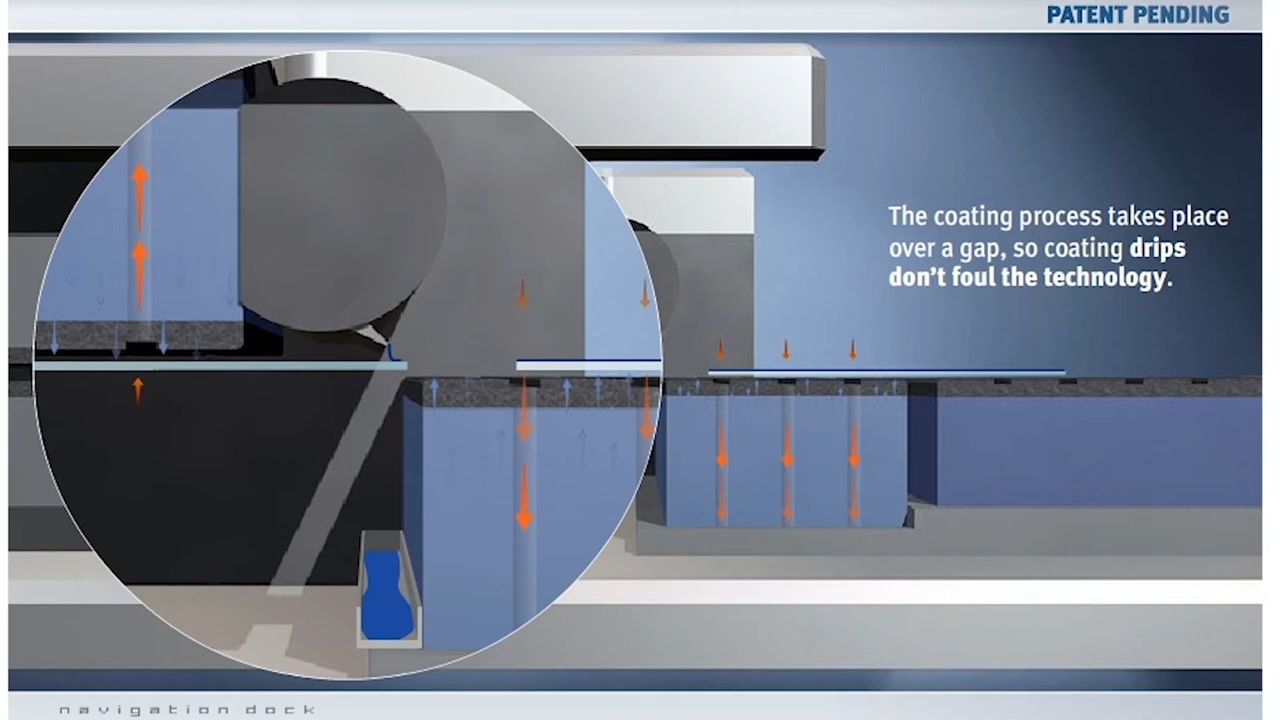 PATENT PENDING
The coating process takes place
over a gap, so coating drips
don’t foul the technology.
navigation dock